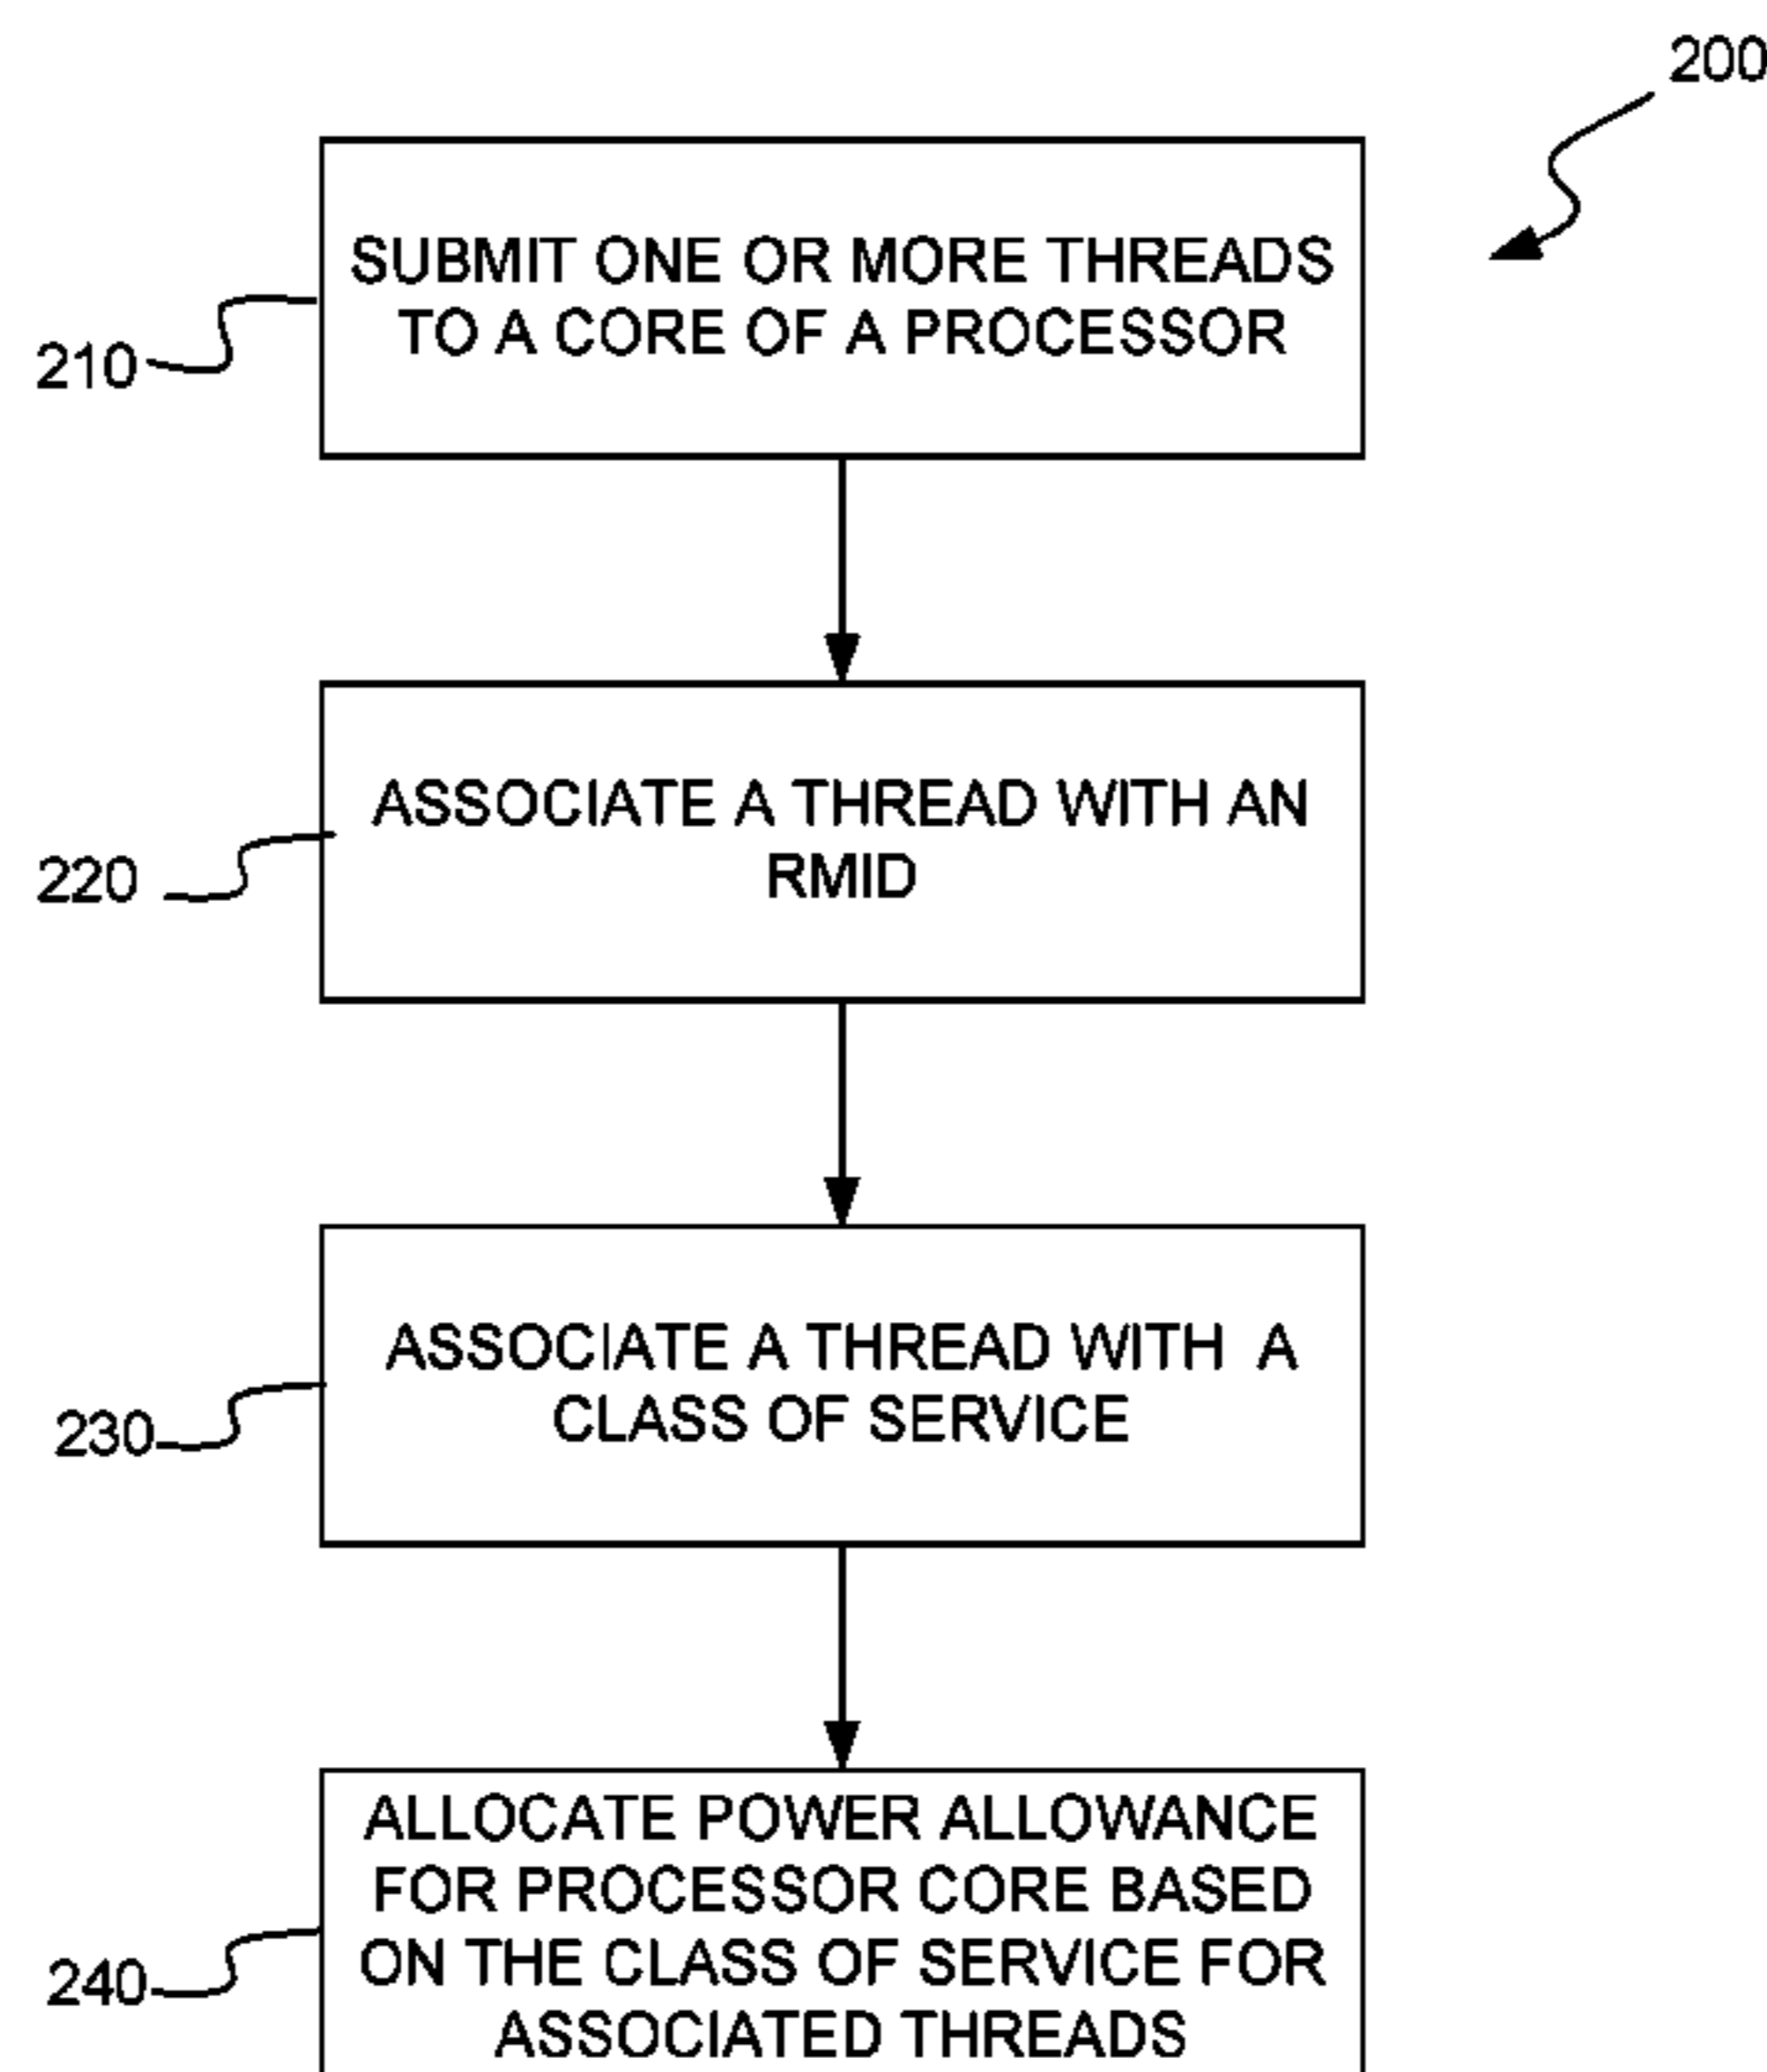 200
SUBMIT ONE OR MORE THREADS
TO A CORE OF A PROCESSOR
210
ASSOCIATE A THREAD WITH AN
RMID
220
ASSOCIATE A THREAD WITH A
CLASS OF SERVICE
230
ALLOCATE POWER ALLOWANCE
FOR PROCESSOR CORE BASED
ON THE CLASS OF SERVICE FOR
ASSOCIATED THREADS
240